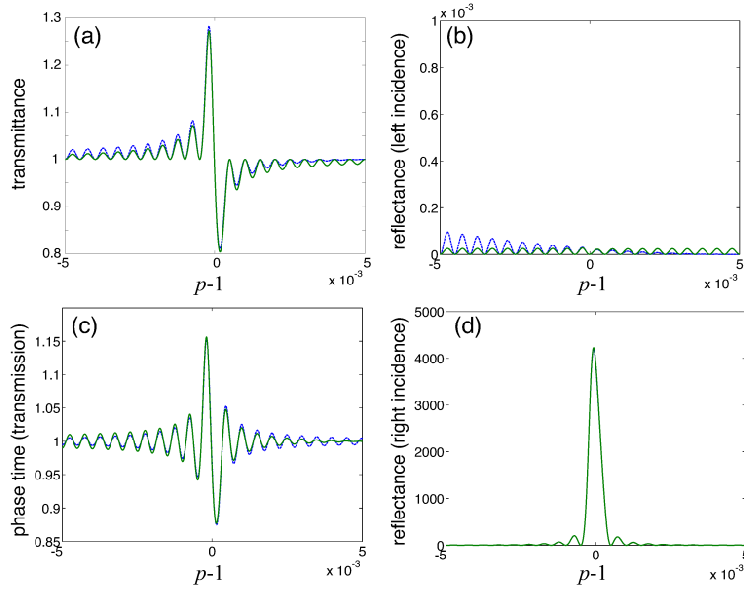 (a)
transmittance
1.3
1.2
1.1
1
0.9
0.8
-5
0
5
x 10⁻³
p-1
(b)
reflectance (left incidence)
x 10⁻³
1
0.8
0.6
0.4
0.2
0
-5
0
5
x 10⁻³
p-1
(c)
phase time (transmission)
1.15
1.1
1.05
1
0.95
0.9
0.85
-5
0
5
x 10⁻³
p-1
(d)
reflectance (right incidence)
5000
4000
3000
2000
1000
0
-5
0
5
x 10⁻³
p-1